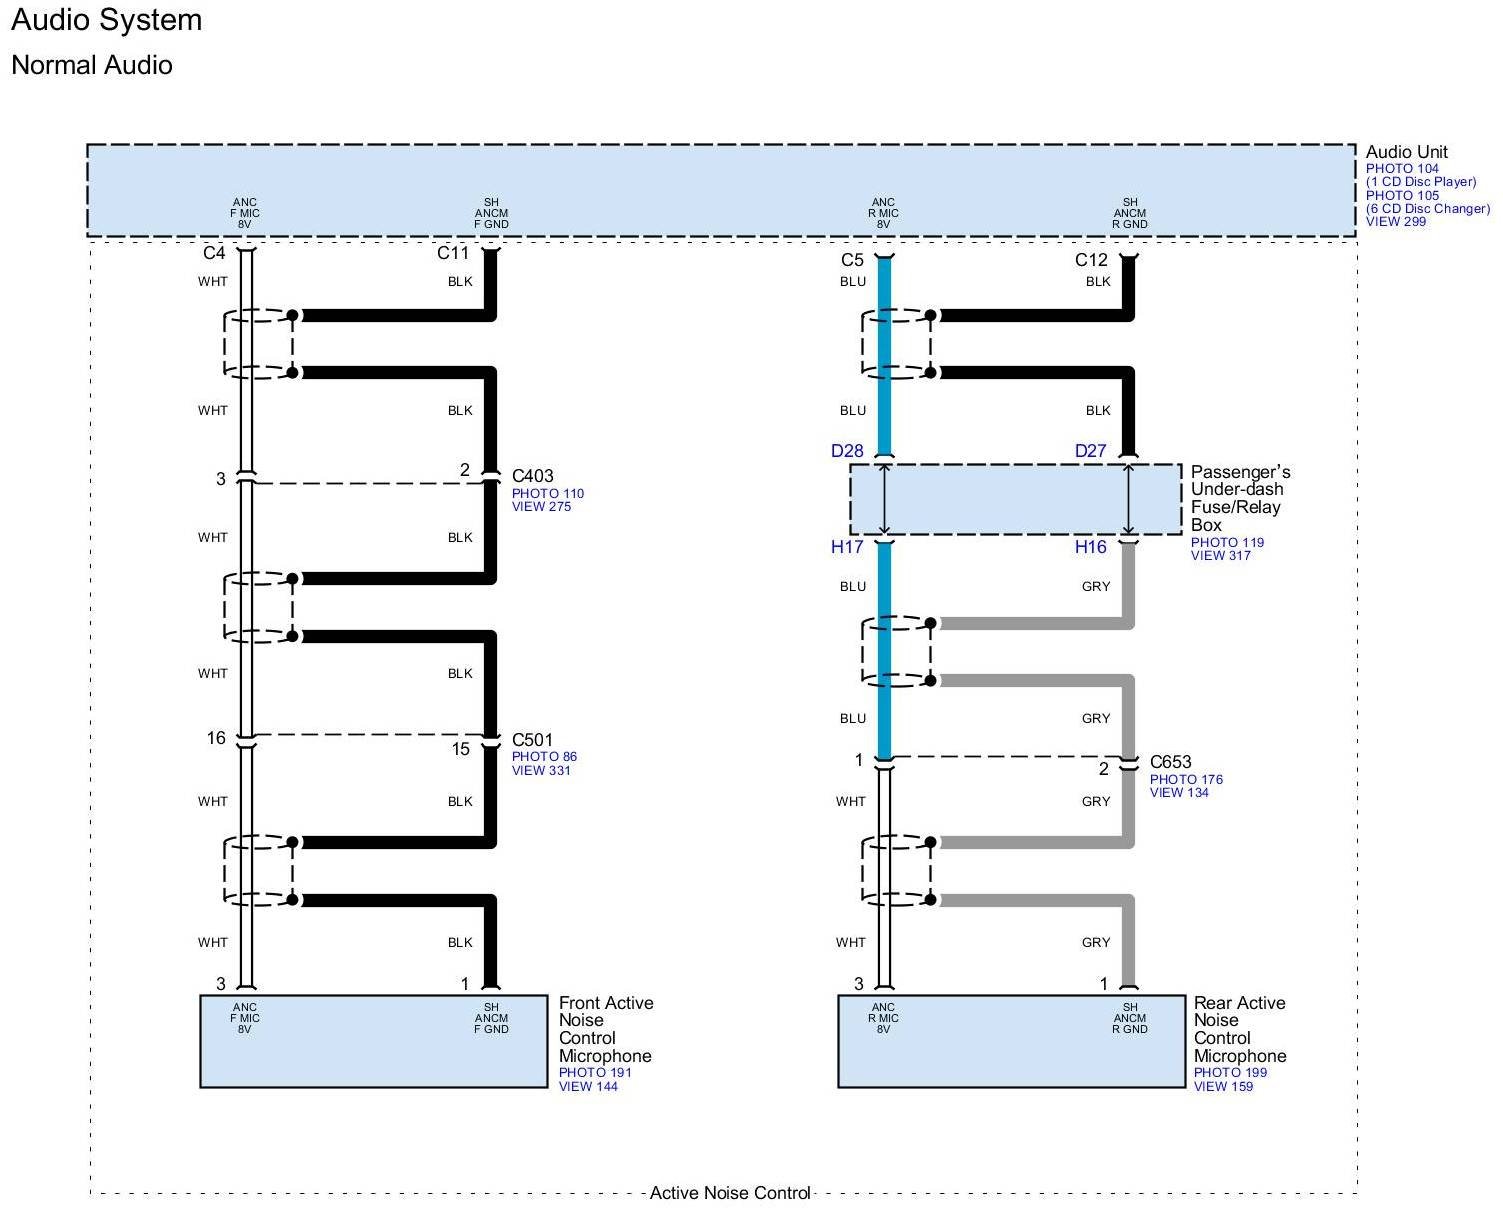 Audio System
Normal Audio
Audio Unit
PHOTO 104
(1 CD Disc Player)
PHOTO 105
(6 CD Disc Changer)
VIEW 299
ANC
F MIC
8V
SH
ANCM
F GND
ANC
R MIC
8V
SH
ANCM
R GND
C4
C11
C5
C12
WHT
BLK
BLU
BLK
WHT
BLK
BLU
BLK
D28
D27
3
2
C403
PHOTO 110
VIEW 275
Passenger's
Under-dash
Fuse/Relay
Box
PHOTO 119
VIEW 317
WHT
BLK
H17
H16
BLU
GRY
WHT
BLK
BLU
GRY
16
15
C501
PHOTO 86
VIEW 331
1
2
C653
PHOTO 176
VIEW 134
WHT
BLK
WHT
GRY
WHT
BLK
WHT
GRY
3
1
3
1
ANC
F MIC
8V
SH
ANCM
F GND
Front Active
Noise
Control
Microphone
PHOTO 191
VIEW 144
ANC
R MIC
8V
SH
ANCM
R GND
Rear Active
Noise
Control
Microphone
PHOTO 199
VIEW 159
Active Noise Control